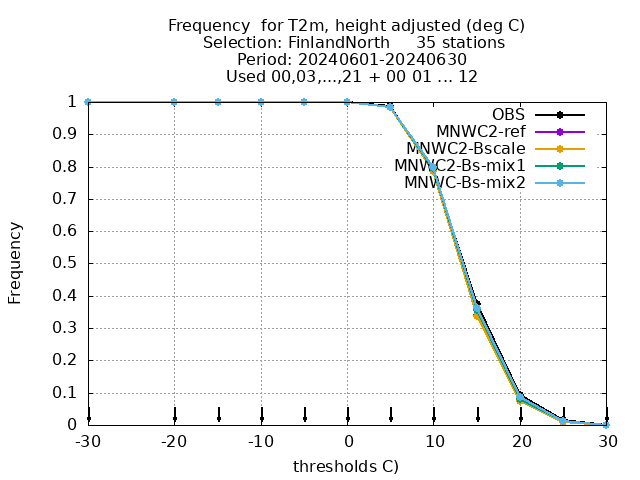 Frequency  for T2m, height adjusted (deg C)
Selection: FinlandNorth     35 stations
Period: 20240601-20240630
Used 00,03,...,21 + 00 01 ... 12
OBS
MNWC2-ref
MNWC2-Bscale
MNWC2-Bs-mix1
MNWC-Bs-mix2
Frequency
1
0.9
0.8
0.7
0.6
0.5
0.4
0.3
0.2
0.1
0
-30 -20 -10 0 10 20 30
thresholds C)